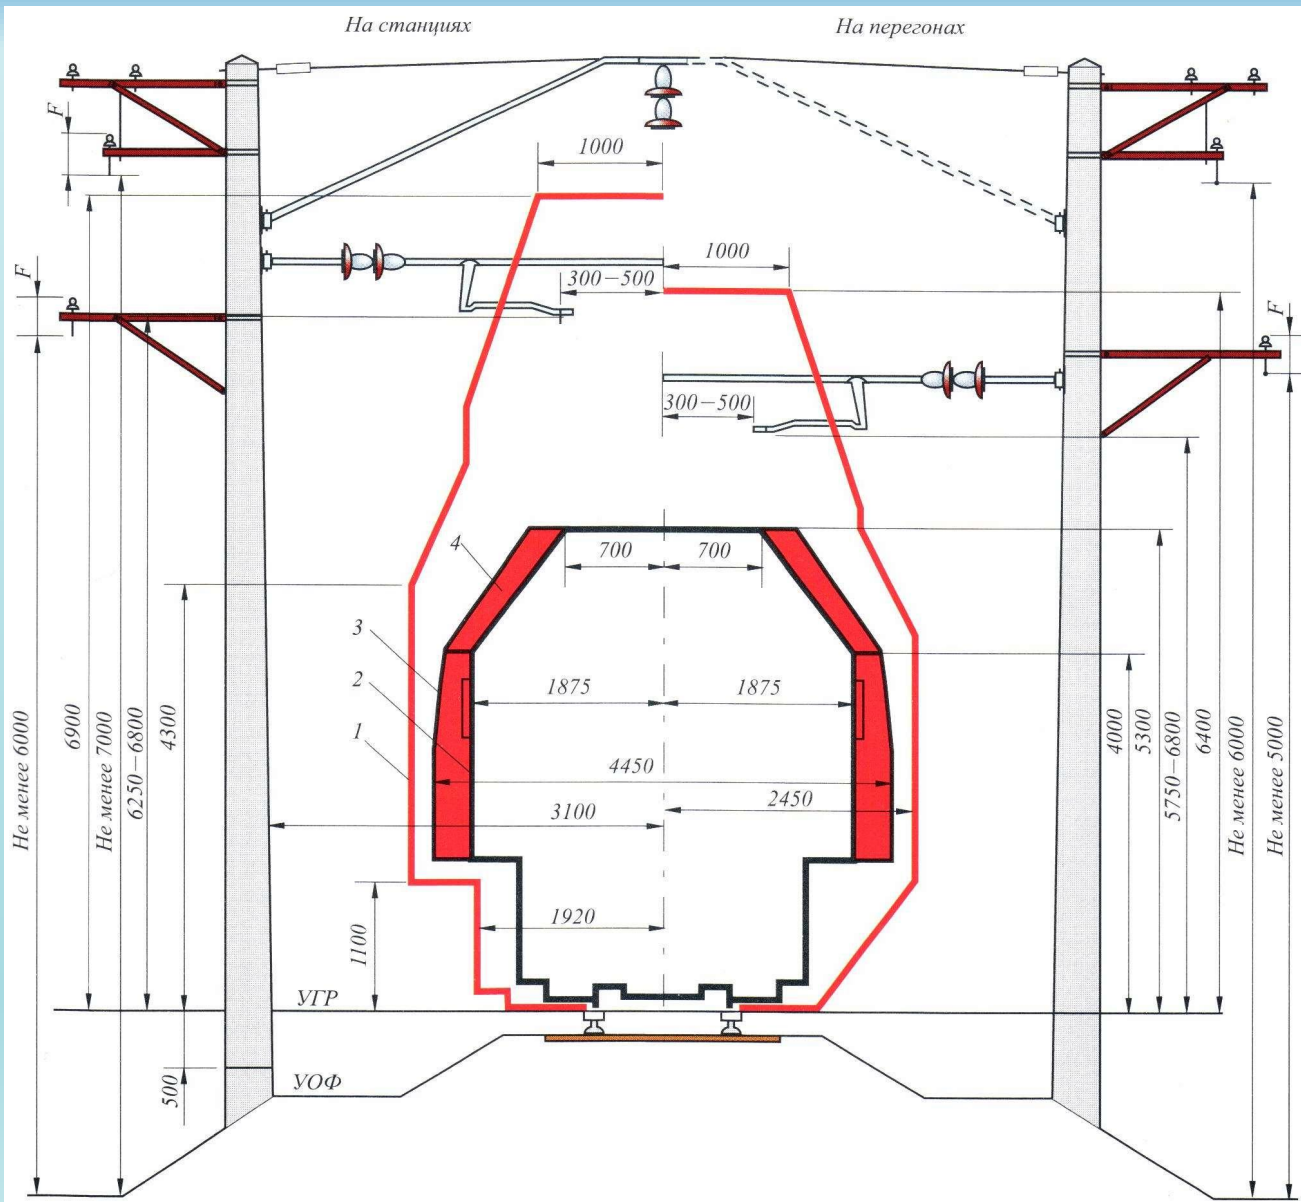 На станциях
На перегонах
F
1000
F
1000
300–500
F
300–500
4
700
700
3
2
1
1875
1875
4450
3100
2450
1920
1100
Не менее 6000
6900
Не менее 7000
6250–6800
4300
4000
5300
5750–6800
6400
Не менее 6000
Не менее 5000
УГР
500
УОФ